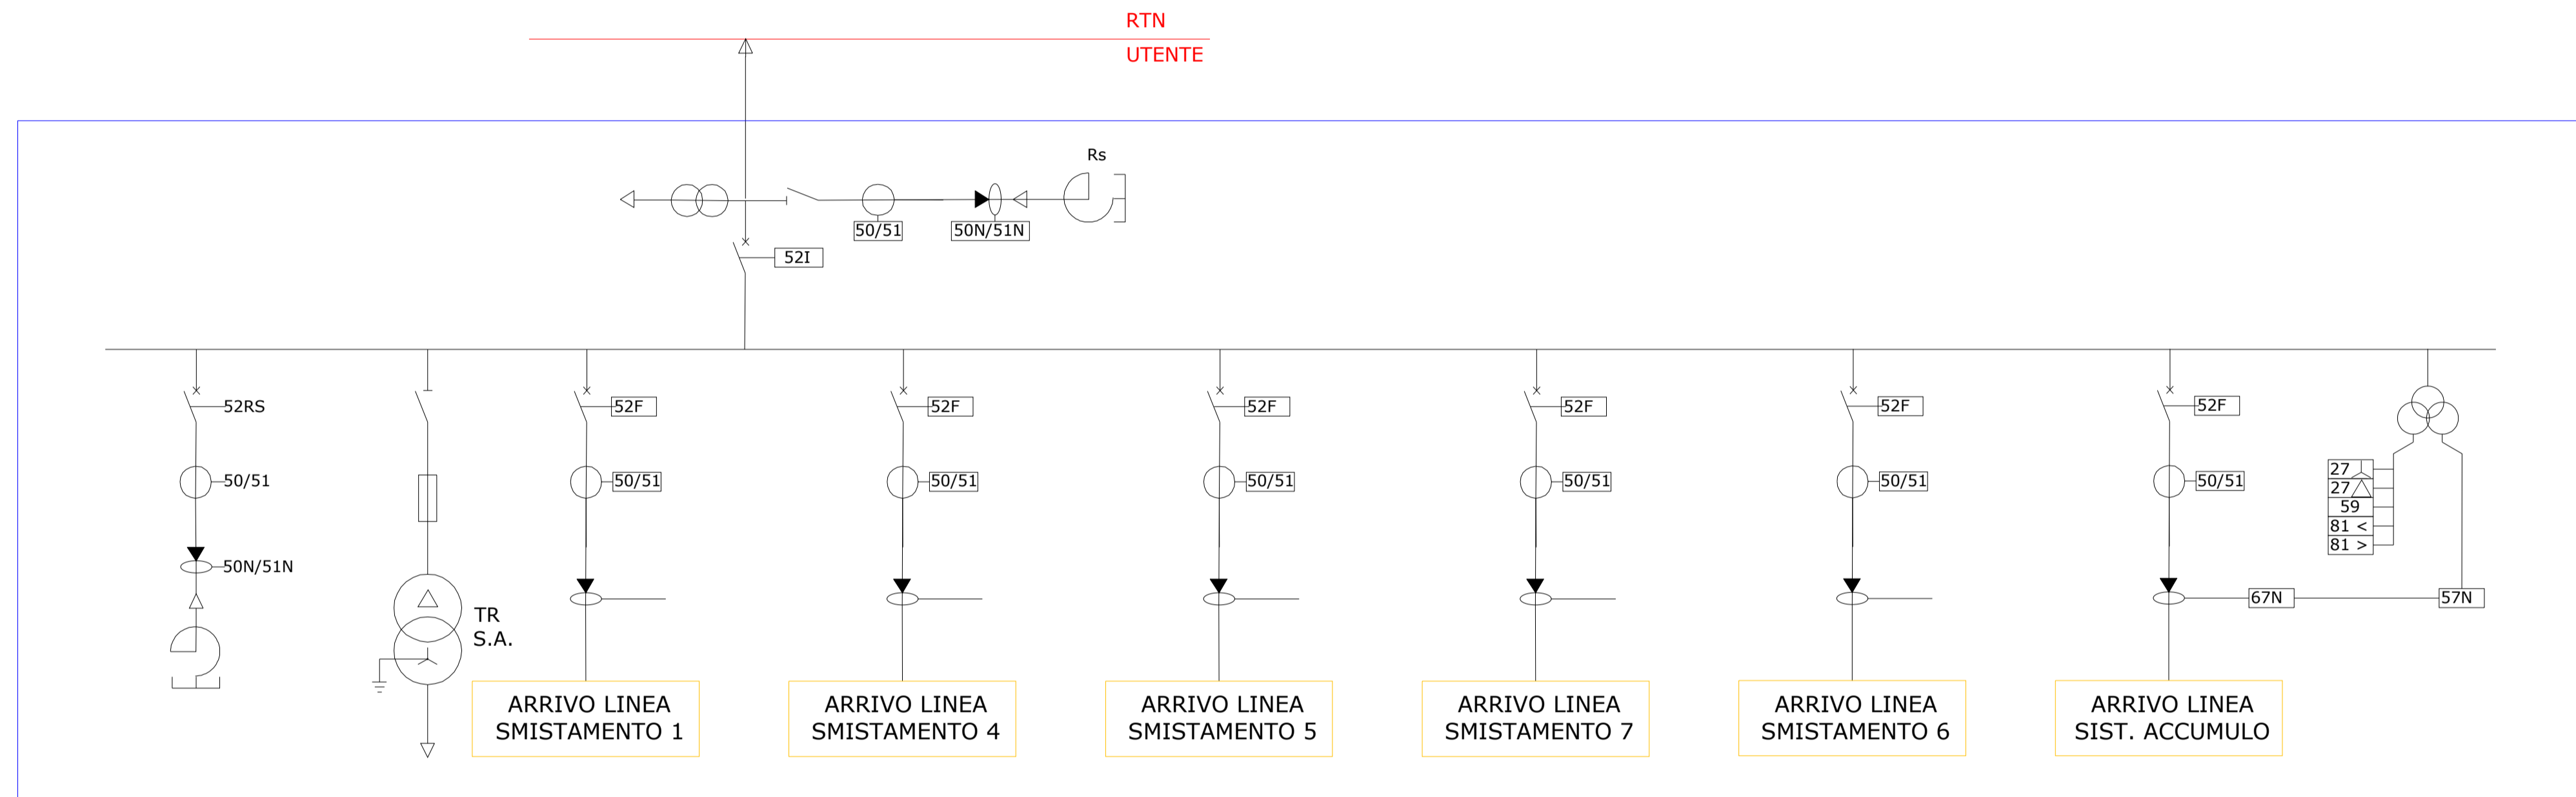 RTN
UTENTE
Rs
50/51
50N/51N
52I
52RS
52F
52F
52F
52F
52F
52F
50/51
50/51
50/51
50/51
50/51
50/51
50/51
27
27
59
81 <
81 >
50N/51N
67N
57N
TR
S.A.
ARRIVO LINEA
SMISTAMENTO 1
ARRIVO LINEA
SMISTAMENTO 4
ARRIVO LINEA
SMISTAMENTO 5
ARRIVO LINEA
SMISTAMENTO 7
ARRIVO LINEA
SMISTAMENTO 6
ARRIVO LINEA
SIST. ACCUMULO